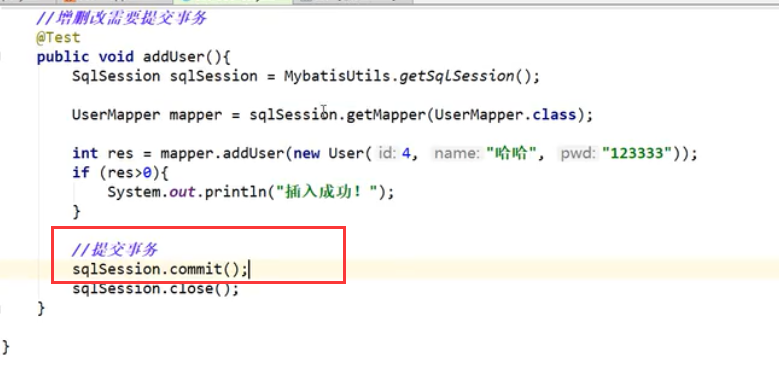 //增删改需要提交事务
@Test
public void addUser(){
SqlSession sqlSession = MybatisUtils.getSqlSession();
UserMapper mapper = sqlSession.getMapper(UserMapper.class);
int res = mapper.addUser(new User( id: 4, name: "哈哈", pwd: "123333"));
if (res>0){
System.out.println("插入成功!");
}
//提交事务
sqlSession.commit();
sqlSession.close();
}
}